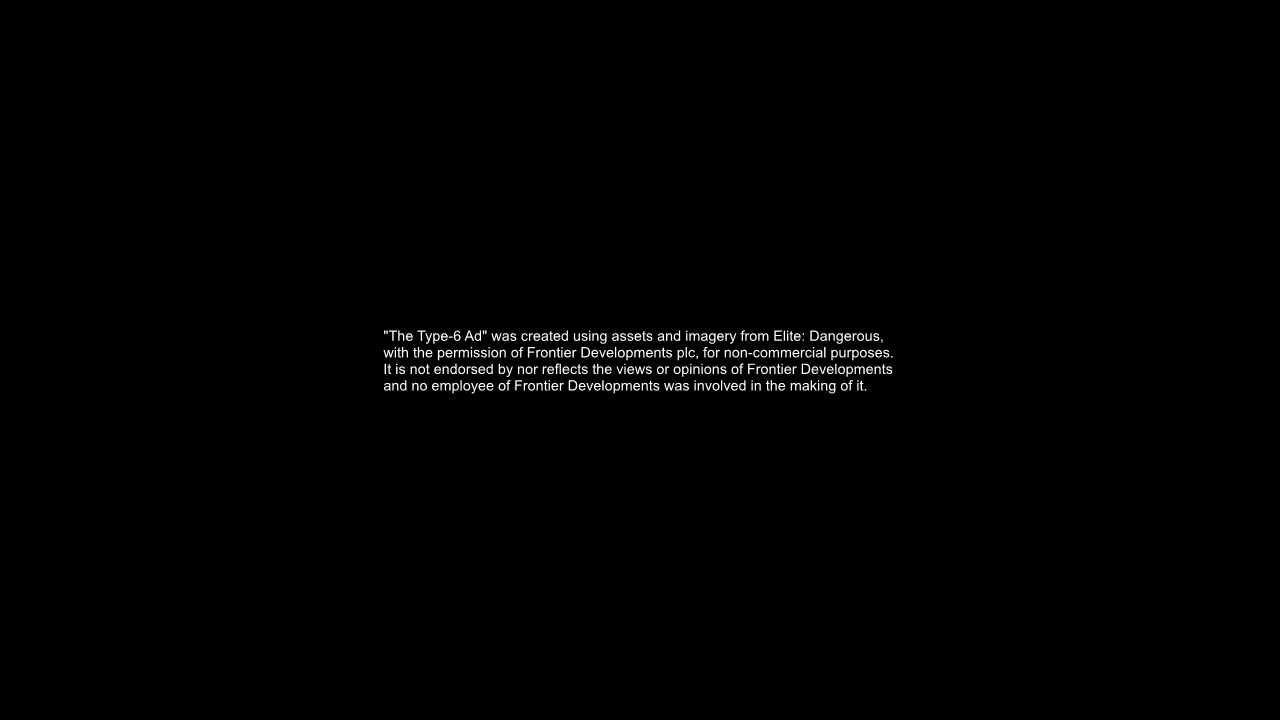 "The Type-6 Ad" was created using assets and imagery from Elite: Dangerous,
with the permission of Frontier Developments plc, for non-commercial purposes.
It is not endorsed by nor reflects the views or opinions of Frontier Developments
and no employee of Frontier Developments was involved in the making of it.